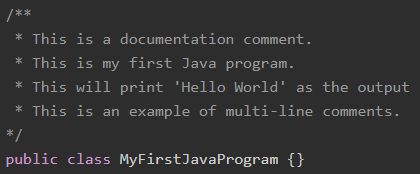 /**
 * This is a documentation comment.
 * This is my first Java program.
 * This will print 'Hello World' as the output
 * This is an example of multi-line comments.
*/
public class MyFirstJavaProgram {}